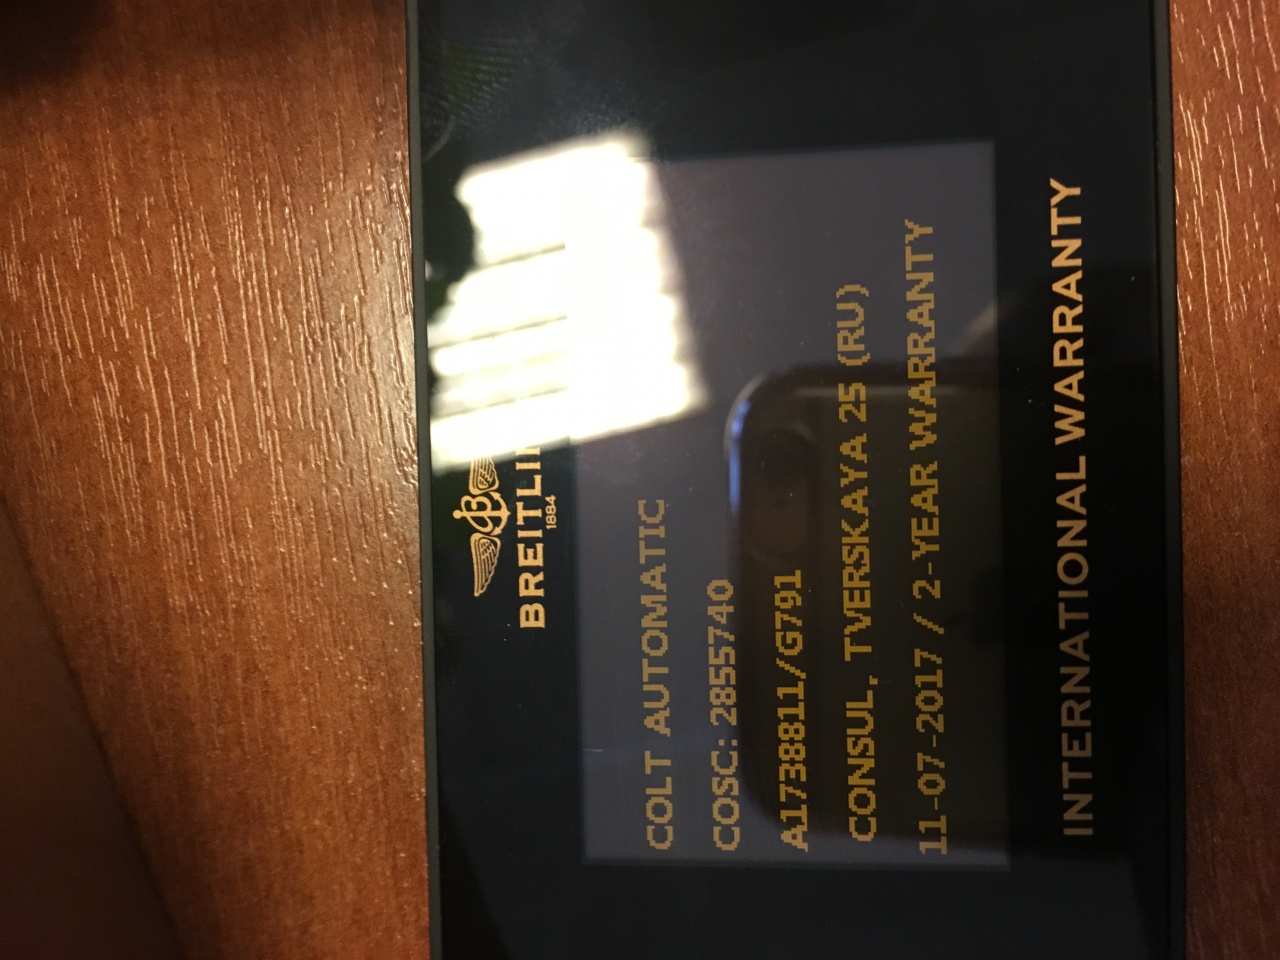 1884
COLT AUTOMATIC
COSC: 2855740
A1738811/G791
CONSUL, TVERSKAYA 25 (RU)
11-07-2017 / 2-YEAR WARRANTY
INTERNATIONAL WARRANTY